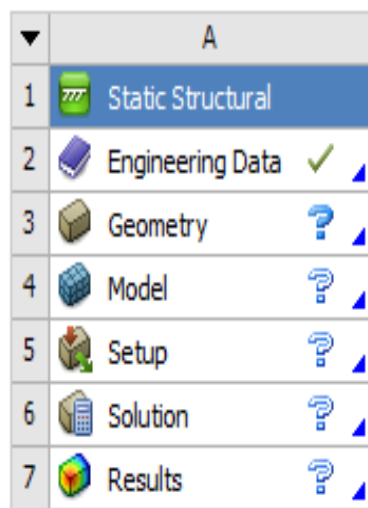 A
1 Static Structural
2 Engineering Data
3 Geometry
4 Model
5 Setup
6 Solution
7 Results